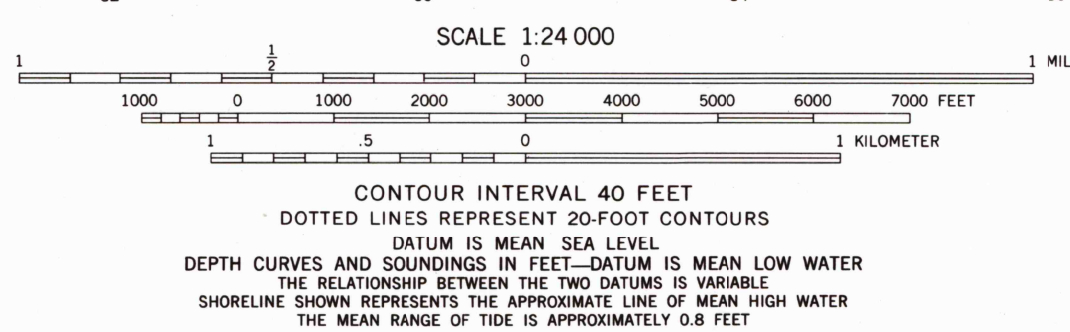 SCALE 1:24 000
1 1/2 0 1 MIL
1000 0 1000 2000 3000 4000 5000 6000 7000 FEET
1 .5 0 1 KILOMETER
CONTOUR INTERVAL 40 FEET
DOTTED LINES REPRESENT 20-FOOT CONTOURS
DATUM IS MEAN SEA LEVEL
DEPTH CURVES AND SOUNDINGS IN FEET—DATUM IS MEAN LOW WATER
THE RELATIONSHIP BETWEEN THE TWO DATUMS IS VARIABLE
SHORELINE SHOWN REPRESENTS THE APPROXIMATE LINE OF MEAN HIGH WATER
THE MEAN RANGE OF TIDE IS APPROXIMATELY 0.8 FEET